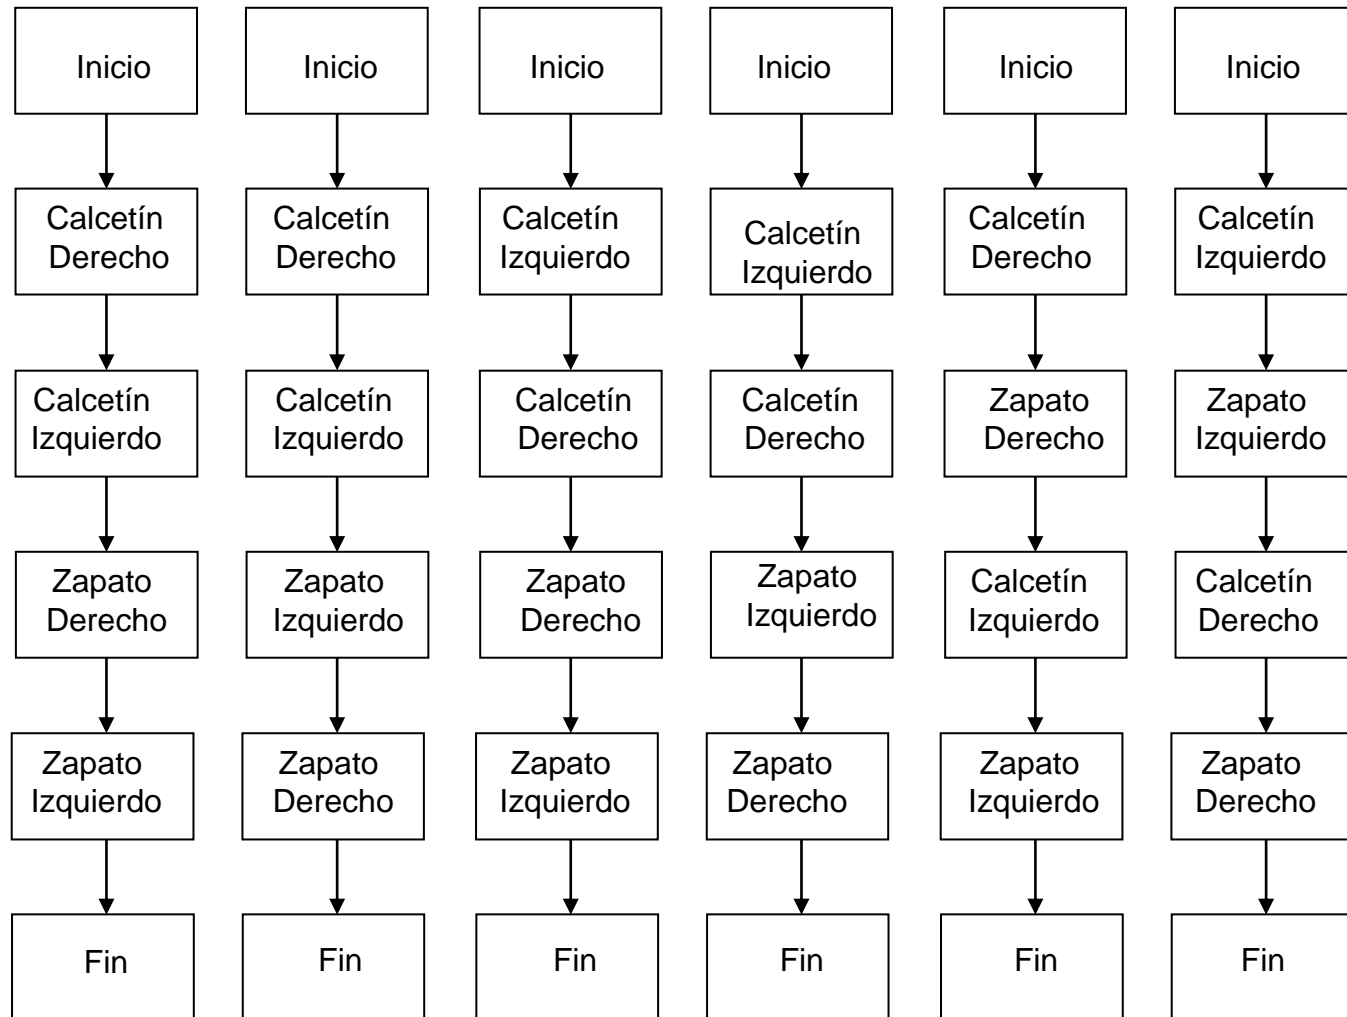 Inicio
Calcetín
Derecho
Calcetín
Izquierdo
Zapato
Derecho
Zapato
Izquierdo
Fin
Inicio
Calcetín
Derecho
Calcetín
Izquierdo
Zapato
Izquierdo
Zapato
Derecho
Fin
Inicio
Calcetín
Izquierdo
Calcetín
Derecho
Zapato
Derecho
Zapato
Izquierdo
Fin
Inicio
Calcetín
Izquierdo
Calcetín
Derecho
Zapato
Izquierdo
Zapato
Derecho
Fin
Inicio
Calcetín
Derecho
Zapato
Derecho
Calcetín
Izquierdo
Zapato
Izquierdo
Fin
Inicio
Calcetín
Izquierdo
Zapato
Izquierdo
Calcetín
Derecho
Zapato
Derecho
Fin